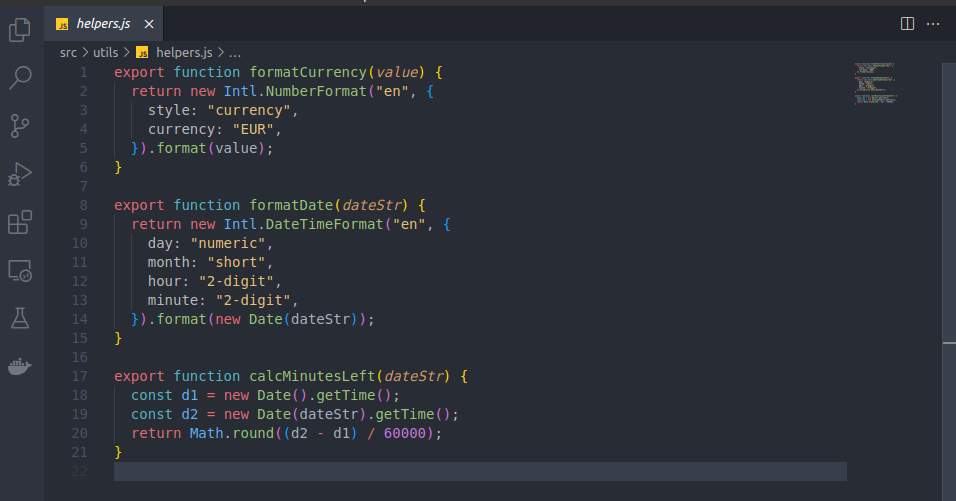 JS helpers.js ×
src > utils > JS helpers.js > ...
1 export function formatCurrency(value) {
2 return new Intl.NumberFormat("en", {
3 style: "currency",
4 currency: "EUR",
5 }).format(value);
6 }
7
8 export function formatDate(dateStr) {
9 return new Intl.DateTimeFormat("en", {
10 day: "numeric",
11 month: "short",
12 hour: "2-digit",
13 minute: "2-digit",
14 }).format(new Date(dateStr));
15 }
16
17 export function calcMinutesLeft(dateStr) {
18 const d1 = new Date().getTime();
19 const d2 = new Date(dateStr).getTime();
20 return Math.round((d2 - d1) / 60000);
21 }
22